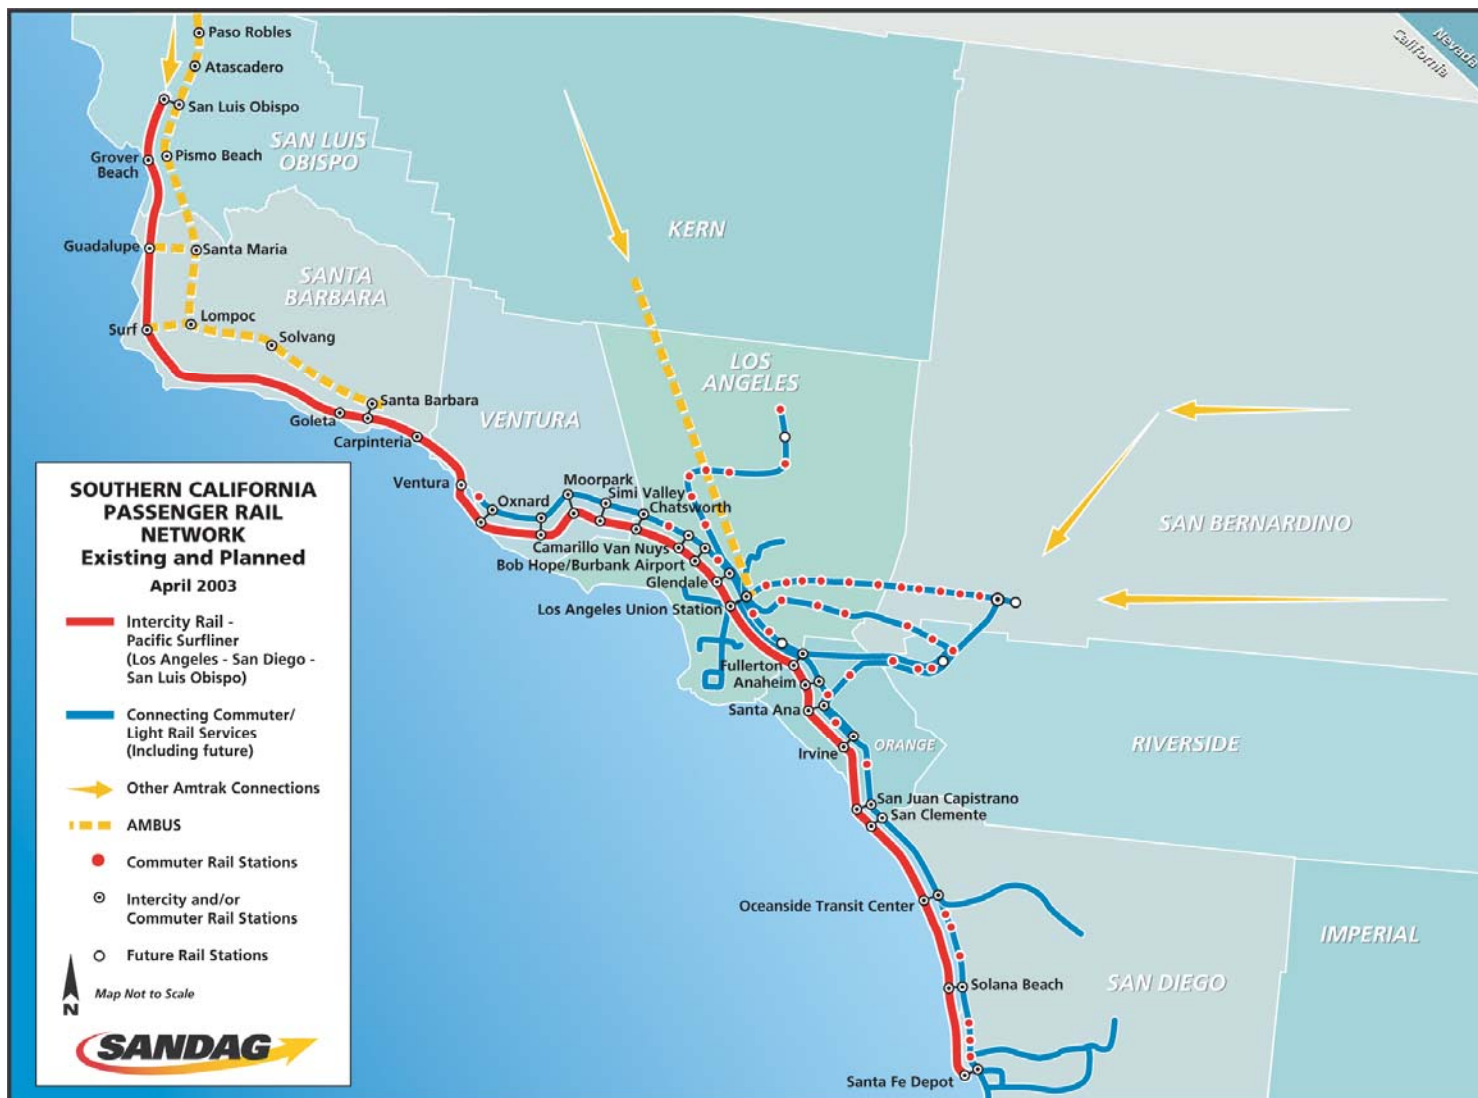 Nevada
California
Paso Robles
Atascadero
San Luis Obispo
SAN LUIS
OBISPO
Grover
Beach
Pismo Beach
KERN
Guadalupe
Santa Maria
SANTA
BARBARA
Surf
Lompoc
Solvang
LOS
ANGELES
Santa Barbara
Goleta
Carpinteria
VENTURA
Ventura
Oxnard
Moorpark
Simi Valley
Chatsworth
SAN BERNARDINO
Camarillo
Van Nuys
Bob Hope/Burbank Airport
Glendale
Los Angeles Union Station
Fullerton
Anaheim
Santa Ana
ORANGE
RIVERSIDE
Irvine
San Juan Capistrano
San Clemente
Oceanside Transit Center
IMPERIAL
Solana Beach
SAN DIEGO
Santa Fe Depot
SOUTHERN CALIFORNIA
PASSENGER RAIL
NETWORK
Existing and Planned
April 2003
Intercity Rail -
Pacific Surfliner
(Los Angeles - San Diego -
San Luis Obispo)
Connecting Commuter/
Light Rail Services
(Including future)
Other Amtrak Connections
AMBUS
Commuter Rail Stations
Intercity and/or
Commuter Rail Stations
Future Rail Stations
Map Not to Scale
N
SANDAG